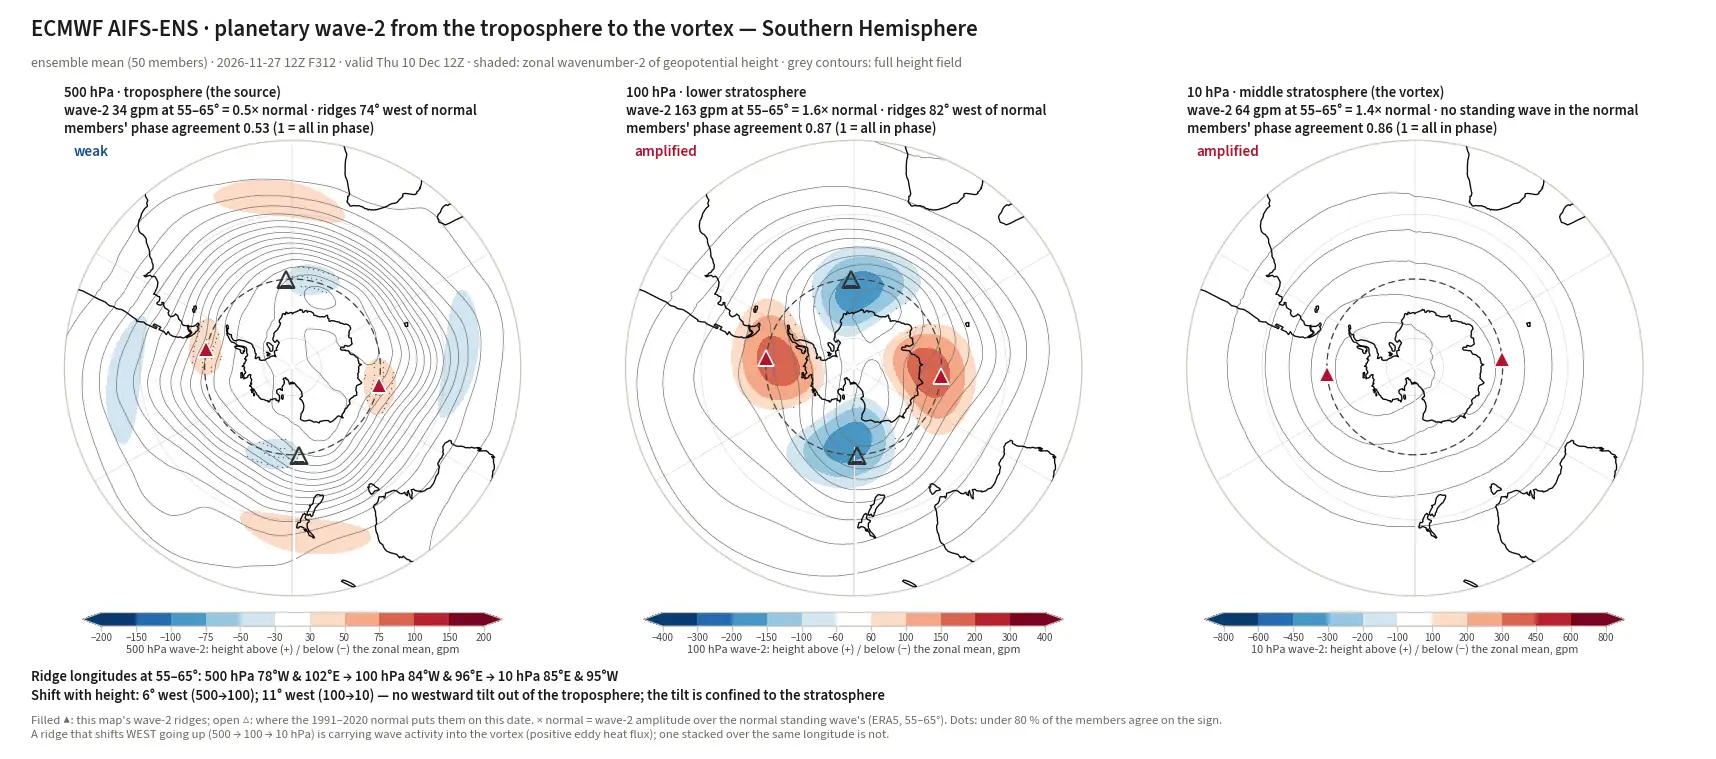 ECMWF AIFS-ENS · planetary wave-2 from the troposphere to the vortex — Southern Hemisphere
ensemble mean (50 members) · 2026-11-27 12Z F312 · valid Thu 10 Dec 12Z · shaded: zonal wavenumber-2 of geopotential height · grey contours: full height field
500 hPa · troposphere (the source)
wave-2 34 gpm at 55–65° = 0.5× normal · ridges 74° west of normal
members' phase agreement 0.53 (1 = all in phase)
weak
100 hPa · lower stratosphere
wave-2 163 gpm at 55–65° = 1.6× normal · ridges 82° west of normal
members' phase agreement 0.87 (1 = all in phase)
amplified
10 hPa · middle stratosphere (the vortex)
wave-2 64 gpm at 55–65° = 1.4× normal · no standing wave in the normal
members' phase agreement 0.86 (1 = all in phase)
amplified
−200 −150 −100 −75 −50 −30 30 50 75 100 150 200
500 hPa wave-2: height above (+) / below (−) the zonal mean, gpm
−400 −300 −200 −150 −100 −60 60 100 150 200 300 400
100 hPa wave-2: height above (+) / below (−) the zonal mean, gpm
−800 −600 −450 −300 −200 −100 100 200 300 450 600 800
10 hPa wave-2: height above (+) / below (−) the zonal mean, gpm
Ridge longitudes at 55–65°: 500 hPa 78°W & 102°E → 100 hPa 84°W & 96°E → 10 hPa 85°E & 95°W
Shift with height: 6° west (500→100); 11° west (100→10) — no westward tilt out of the troposphere; the tilt is confined to the stratosphere
Filled ▲: this map's wave-2 ridges; open △: where the 1991–2020 normal puts them on this date. × normal = wave-2 amplitude over the normal standing wave's (ERA5, 55–65°). Dots: under 80 % of the members agree on the sign.
A ridge that shifts WEST going up (500 → 100 → 10 hPa) is carrying wave activity into the vortex (positive eddy heat flux); one stacked over the same longitude is not.